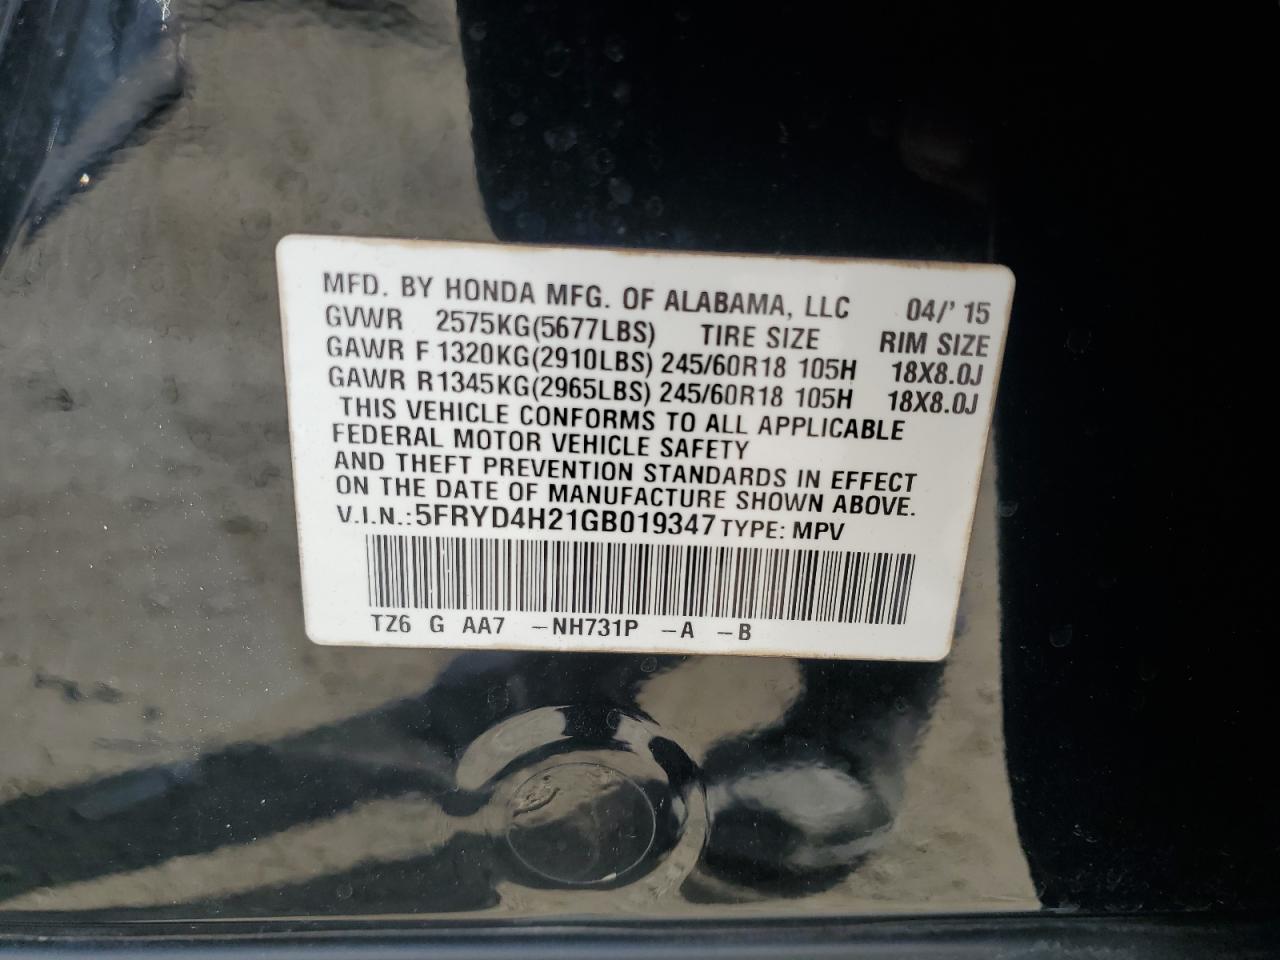 MFD. BY HONDA MFG. OF ALABAMA, LLC 04/' 15
GVWR 2575KG(5677LBS) TIRE SIZE RIM SIZE
GAWR F 1320KG(2910LBS) 245/60R18 105H 18X8.0J
GAWR R1345KG(2965LBS) 245/60R18 105H 18X8.0J
THIS VEHICLE CONFORMS TO ALL APPLICABLE
FEDERAL MOTOR VEHICLE SAFETY
AND THEFT PREVENTION STANDARDS IN EFFECT
ON THE DATE OF MANUFACTURE SHOWN ABOVE.
V.I.N.:5FRYD4H21GB019347 TYPE: MPV
TZ6 G AA7 –NH731P –A –B